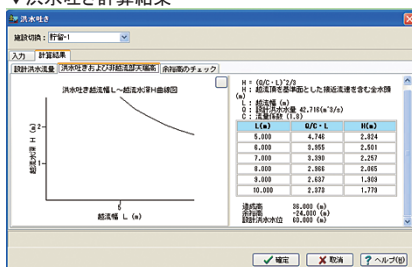 ▼洪水吐き計算結果
洪水吐き
施設切換：貯留-1
入力 計算結果
設計洪水流量 洪水吐きおよび非越流部天端高 余裕高のチェック
洪水吐き越流幅L～越流水深H曲線図
越流水深 H (m)
2
5
越流幅 L (m)
H = (Q/C・L)^2/3
H : 越流頂を基準面とした接近流速を含む全水頭
(m)
L : 越流幅 (m)
Q : 設計洪水水量 42.716(m^3/s)
C : 流量係数 (1.8)
L(m) Q/C・L H(m)
5.000 4.746 2.824
6.000 3.955 2.501
7.000 3.390 2.257
8.000 2.966 2.065
9.000 2.637 1.909
10.000 2.373 1.779
造成高 36.000 (m)
余裕高 -24.000 (m)
設計洪水水位 60.000 (m)
確定 取消 ヘルプ(H)